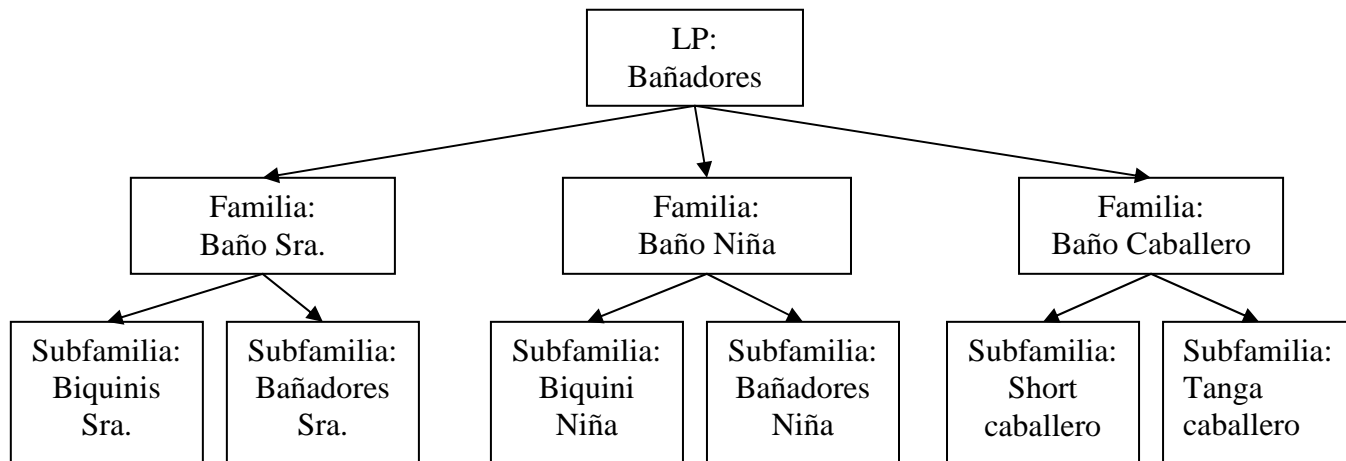 LP:
Bañadores
Familia:
Baño Sra.
Familia:
Baño Niña
Familia:
Baño Caballero
Subfamilia:
Biquinis
Sra.
Subfamilia:
Bañadores
Sra.
Subfamilia:
Biquini
Niña
Subfamilia:
Bañadores
Niña
Subfamilia:
Short
caballero
Subfamilia:
Tanga
caballero